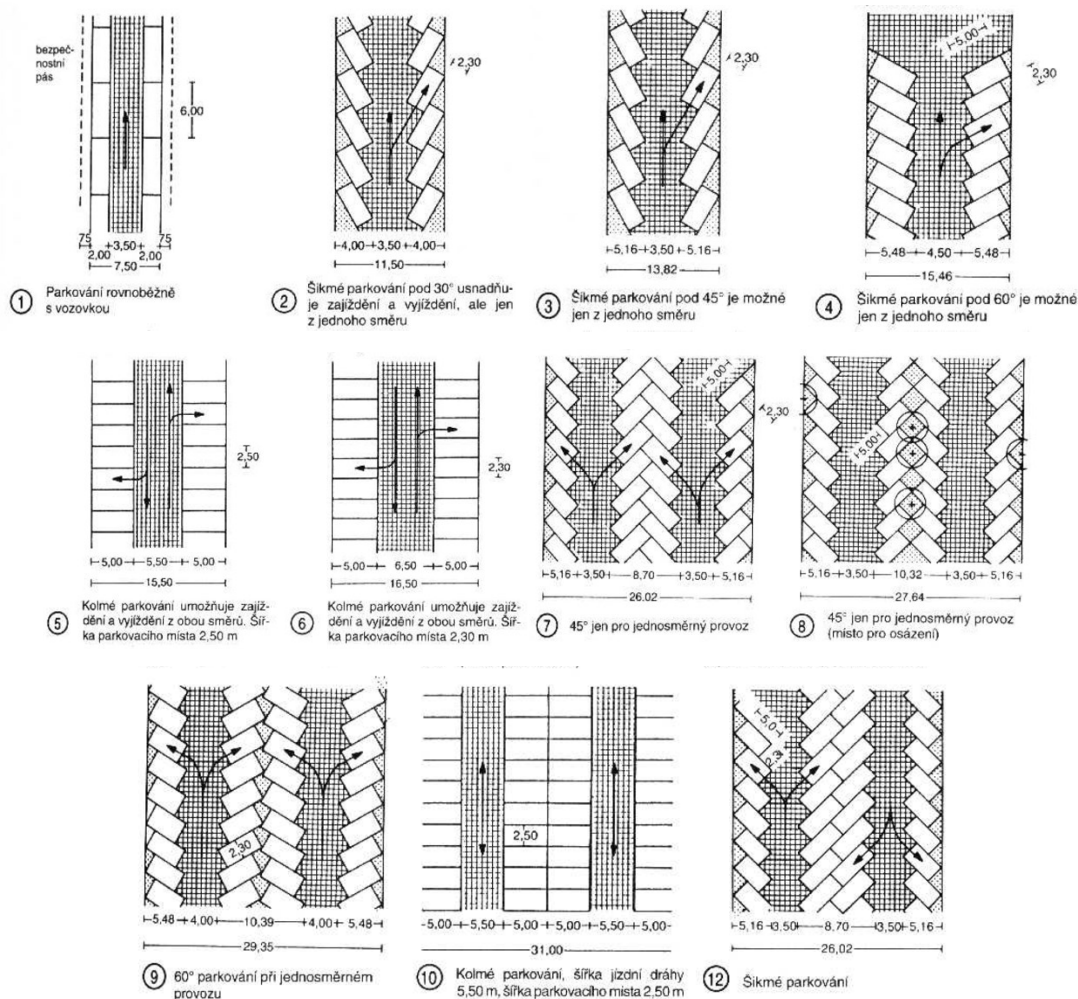 bezpeč-
nostní
pás
6,00
75 3,50 75
2,00 2,00
7,50
1 Parkování rovnoběžně
s vozovkou
2,30
4,00 3,50 4,00
11,50
2 Šikmé parkování pod 30° usnadňu-
je zajíždění a vyjíždění, ale jen
z jednoho směru
2,30
5,16 3,50 5.16
13,82
3 Šikmé parkování pod 45° je možné
jen z jednoho směru
5,00
2,30
5,48 4,50 5,48
15,46
4 Šikmé parkování pod 60° je možné
jen z jednoho směru
2,50
5,00 5,50 5,00
15,50
5 Kolmé parkování umožňuje zajíž-
dění a vyjíždění z obou směrů. Šíř-
ka parkovacího místa 2,50 m
2,30
5,00 6,50 5,00
16,50
6 Kolmé parkování umožňuje zajíž-
dění a vyjíždění z obou směrů. Šíř-
ka parkovacího místa 2,30 m
5,00
2,30
5,16 3,50 8,70 3,50 5,16
26.02
7 45° jen pro jednosměrný provoz
5,00
5,16 3,50 10,32 3,50 5,16
27,64
8 45° jen pro jednosměrný provoz
(místo pro osázení)
2,30
5,48 4,00 10,39 4,00 5,48
29,35
9 60° parkování při jednosměrném
provozu
2,50
5,00 5,50 5,00 5,00 5,50 5,00
31,00
10 Kolmé parkování, šířka jízdní dráhy
5,50 m, šířka parkovacího místa 2,50 m
5,0
2,30
5,16 3,50 8,70 3,50 5,16
26,02
12 Šikmé parkování